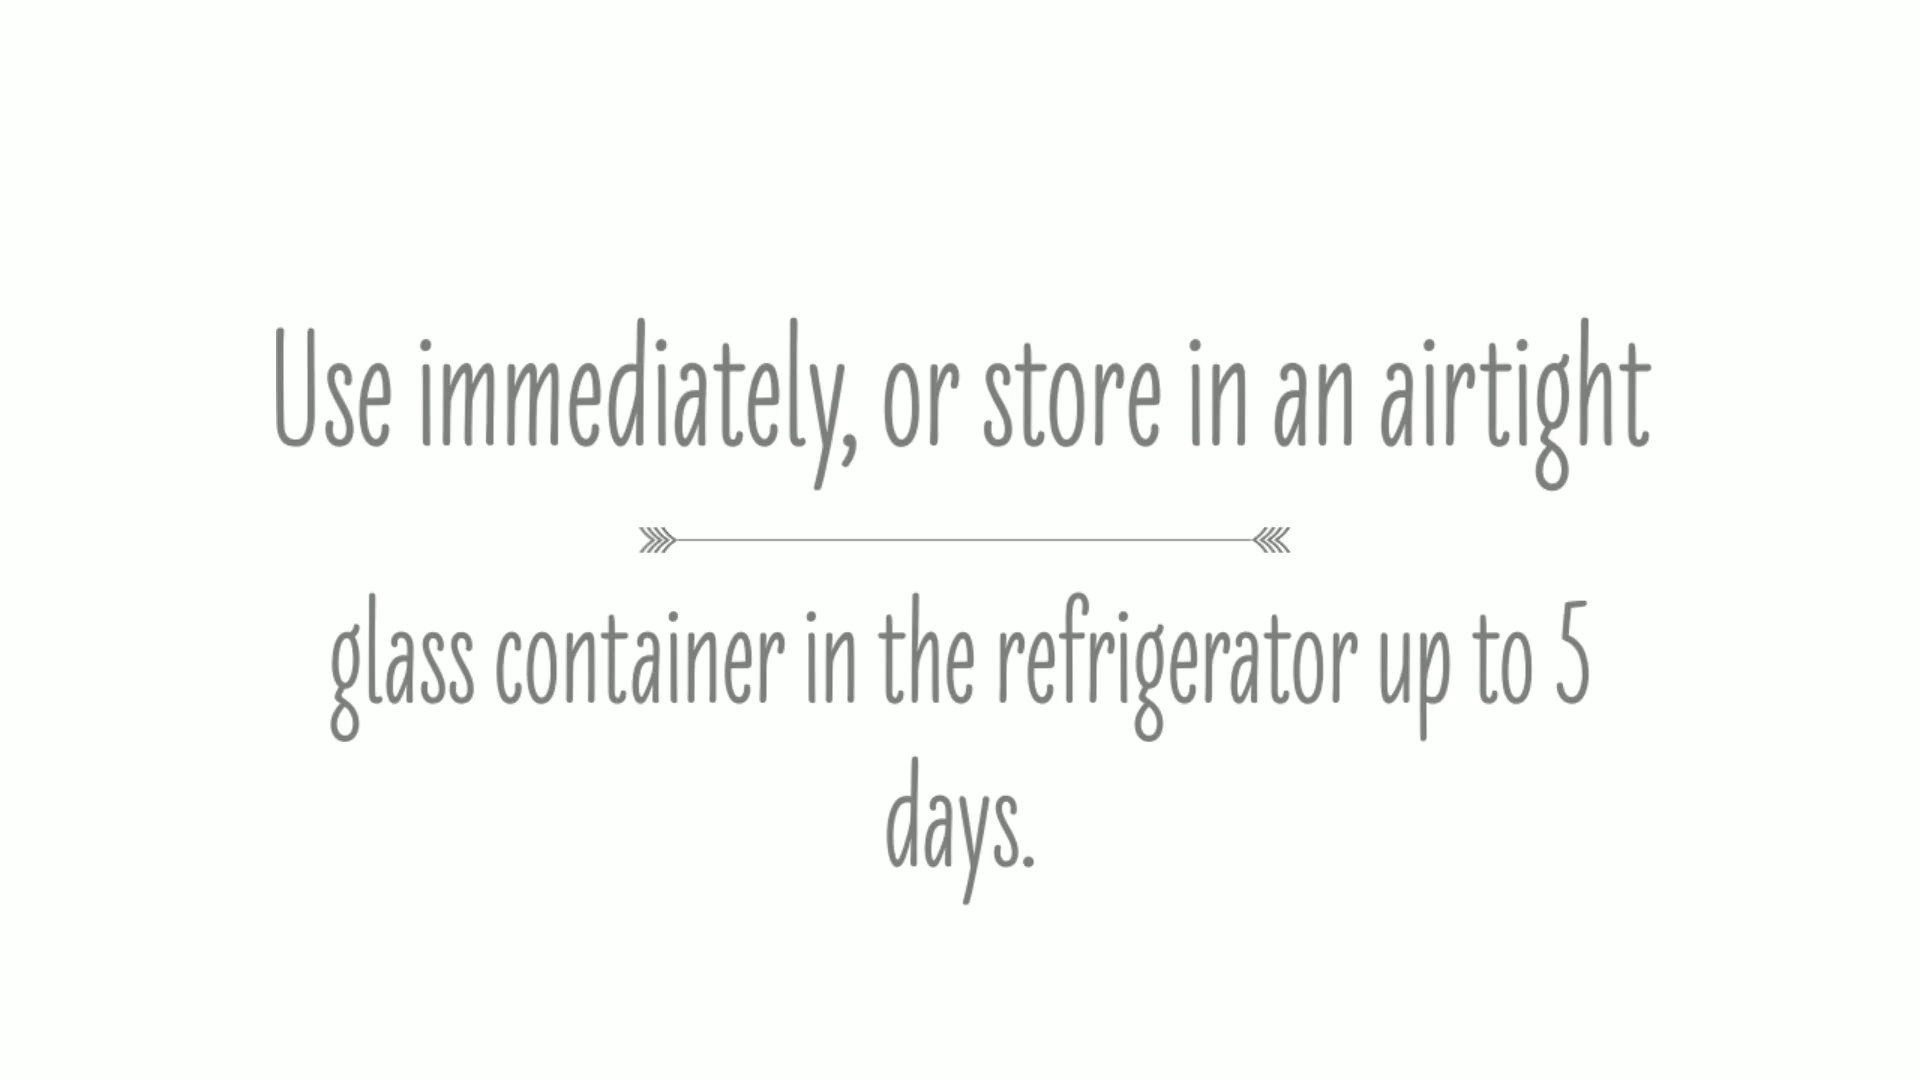 Use immediately, or store in an airtight
glass container in the refrigerator up to 5
days.